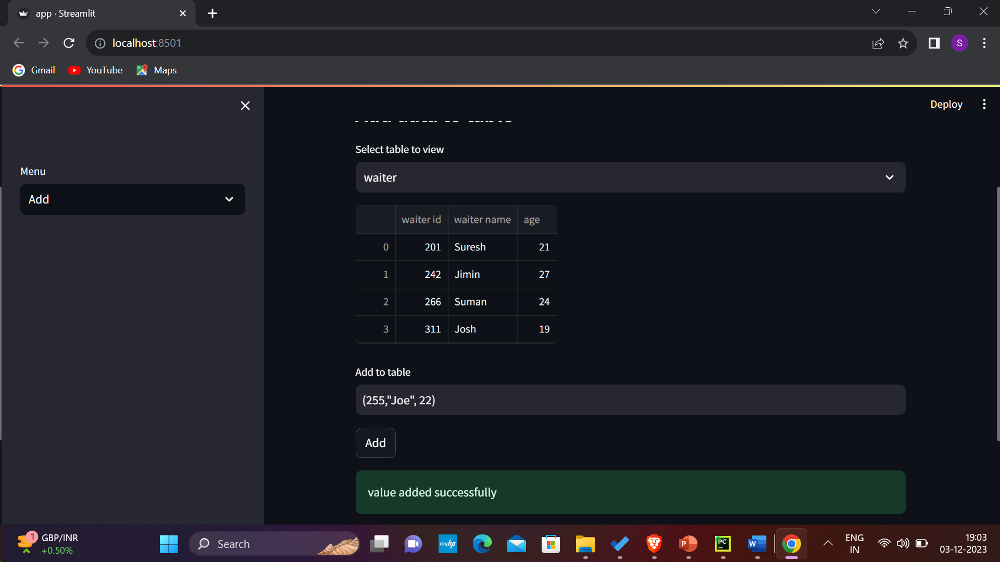 app · Streamlit
localhost:8501
S
Gmail
YouTube
Maps
Deploy
Menu
Add
Select table to view
waiter
waiter id waiter name age
0 201 Suresh 21
1 242 Jimin 27
2 266 Suman 24
3 311 Josh 19
Add to table
(255,"Joe", 22)
Add
value added successfully
1
GBP/INR
+0.50%
Search
myhp
P
PC
W
ENG
IN
19:03
03-12-2023